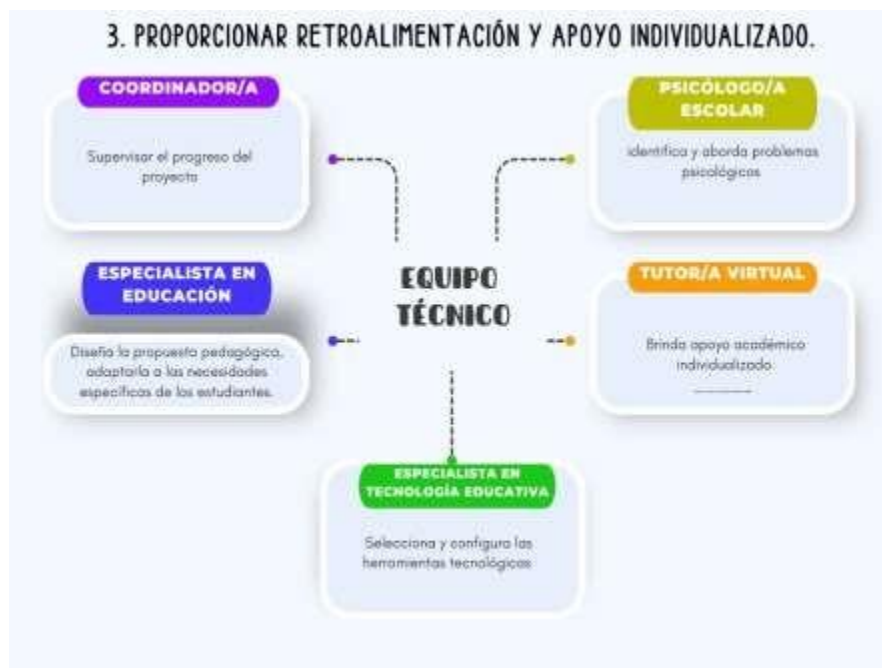 3. PROPORCIONAR RETROALIMENTACIÓN Y APOYO INDIVIDUALIZADO.
COORDINADOR/A
Supervisar el progreso del
proyecto
PSICÓLOGO/A
ESCOLAR
identifica y aborda problemas
psicológicos
ESPECIALISTA EN
EDUCACIÓN
Diseña la propuesta pedagógica,
adaptarla a las necesidades
específicas de los estudiantes.
EQUIPO
TÉCNICO
TUTOR/A VIRTUAL
Brinda apoyo académico
individualizado
ESPECIALISTA EN
TECNOLOGÍA EDUCATIVA
Selecciona y configura las
herramientas tecnológicas